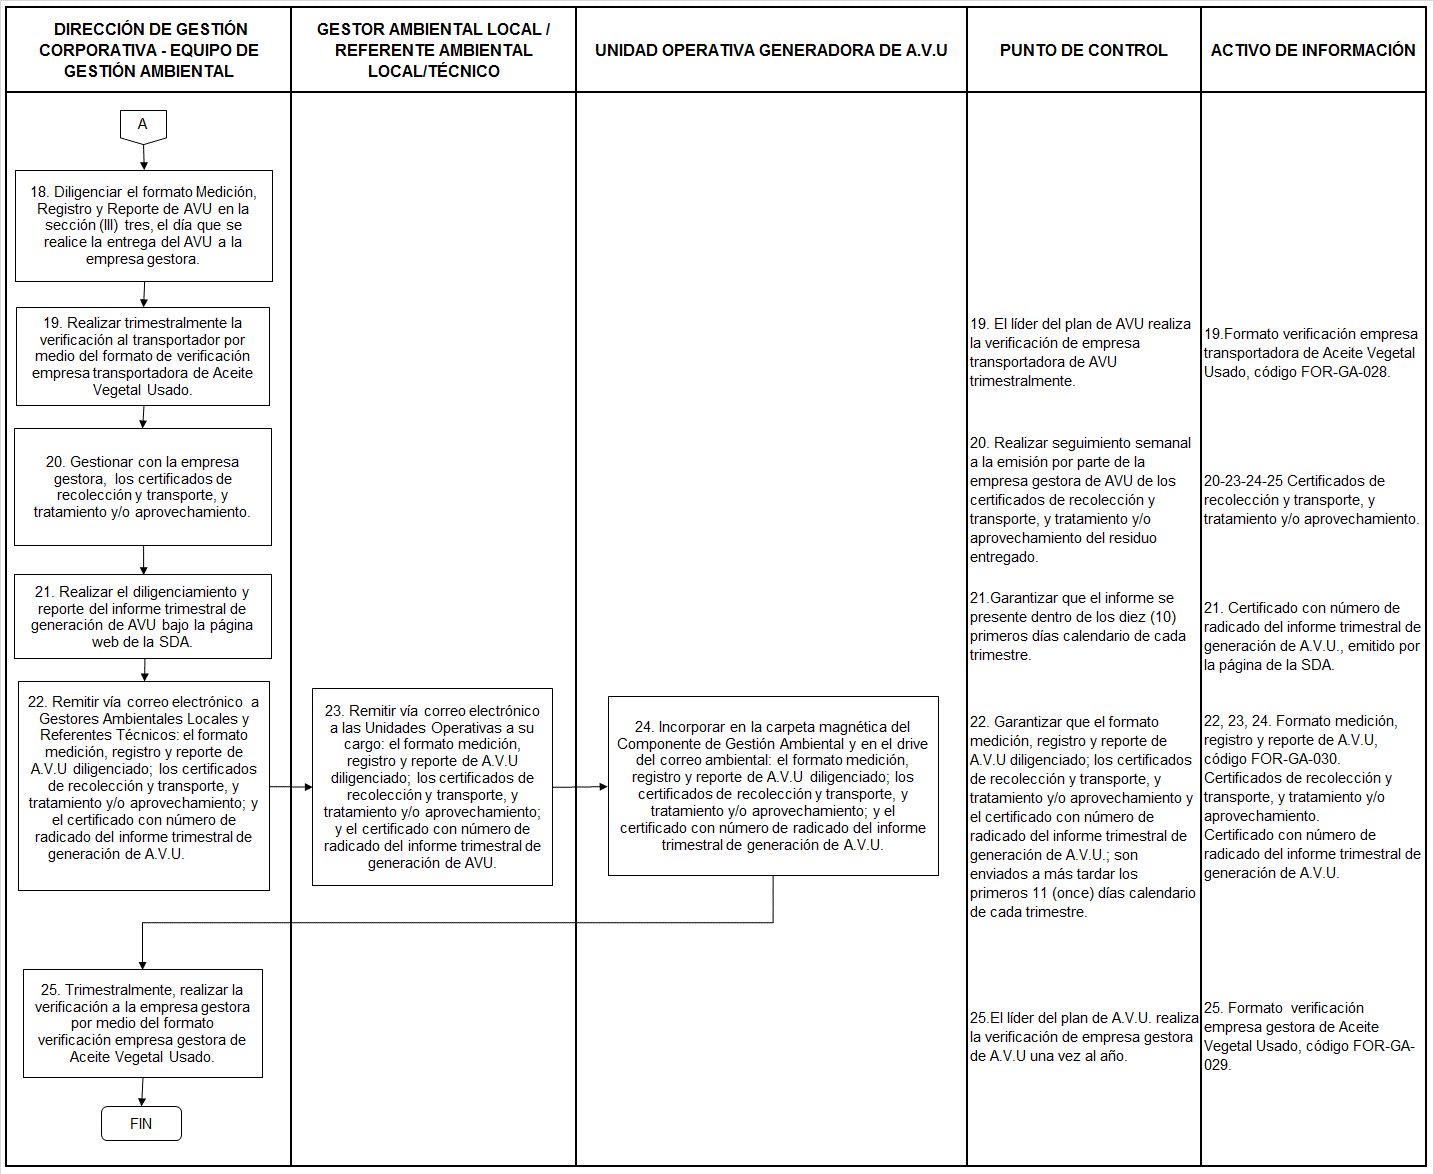 DIRECCIÓN DE GESTIÓN
CORPORATIVA - EQUIPO DE
GESTIÓN AMBIENTAL
GESTOR AMBIENTAL LOCAL /
REFERENTE AMBIENTAL
LOCAL/TÉCNICO
UNIDAD OPERATIVA GENERADORA DE A.V.U
PUNTO DE CONTROL
ACTIVO DE INFORMACIÓN
A
18. Diligenciar el formato Medición,
Registro y Reporte de AVU en la
sección (III) tres, el día que se
realice la entrega del AVU a la
empresa gestora.
19. Realizar trimestralmente la
verificación al transportador por
medio del formato de verificación
empresa transportadora de Aceite
Vegetal Usado.
19. El líder del plan de AVU realiza
la verificación de empresa
transportadora de AVU
trimestralmente.
19.Formato verificación empresa
transportadora de Aceite Vegetal
Usado, código FOR-GA-028.
20. Gestionar con la empresa
gestora, los certificados de
recolección y transporte, y
tratamiento y/o aprovechamiento.
20. Realizar seguimiento semanal
a la emisión por parte de la
empresa gestora de AVU de los
certificados de recolección y
transporte, y tratamiento y/o
aprovechamiento del residuo
entregado.
20-23-24-25 Certificados de
recolección y transporte, y
tratamiento y/o aprovechamiento.
21. Realizar el diligenciamiento y
reporte del informe trimestral de
generación de AVU bajo la página
web de la SDA.
21.Garantizar que el informe se
presente dentro de los diez (10)
primeros días calendario de cada
trimestre.
21. Certificado con número de
radicado del informe trimestral de
generación de A.V.U., emitido por
la página de la SDA.
22. Remitir vía correo electrónico a
Gestores Ambientales Locales y
Referentes Técnicos: el formato
medición, registro y reporte de
A.V.U diligenciado; los certificados
de recolección y transporte, y
tratamiento y/o aprovechamiento; y
el certificado con número de
radicado del informe trimestral de
generación de A.V.U.
23. Remitir vía correo electrónico
a las Unidades Operativas a su
cargo: el formato medición,
registro y reporte de A.V.U
diligenciado; los certificados de
recolección y transporte, y
tratamiento y/o aprovechamiento;
y el certificado con número de
radicado del informe trimestral de
generación de AVU.
24. Incorporar en la carpeta magnética del
Componente de Gestión Ambiental y en el drive
del correo ambiental: el formato medición,
registro y reporte de A.V.U diligenciado; los
certificados de recolección y transporte, y
tratamiento y/o aprovechamiento; y el
certificado con número de radicado del informe
trimestral de generación de A.V.U.
22. Garantizar que el formato
medición, registro y reporte de
A.V.U diligenciado; los certificados
de recolección y transporte, y
tratamiento y/o aprovechamiento y
el certificado con número de
radicado del informe trimestral de
generación de A.V.U.; son
enviados a más tardar los
primeros 11 (once) días calendario
de cada trimestre.
22, 23, 24. Formato medición,
registro y reporte de A.V.U,
código FOR-GA-030.
Certificados de recolección y
transporte, y tratamiento y/o
aprovechamiento.
Certificado con número de
radicado del informe trimestral de
generación de A.V.U.
25. Trimestralmente, realizar la
verificación a la empresa gestora
por medio del formato
verificación empresa gestora de
Aceite Vegetal Usado.
25.El líder del plan de A.V.U. realiza
la verificación de empresa gestora
de A.V.U una vez al año.
25. Formato verificación
empresa gestora de Aceite
Vegetal Usado, código FOR-GA-
029.
FIN